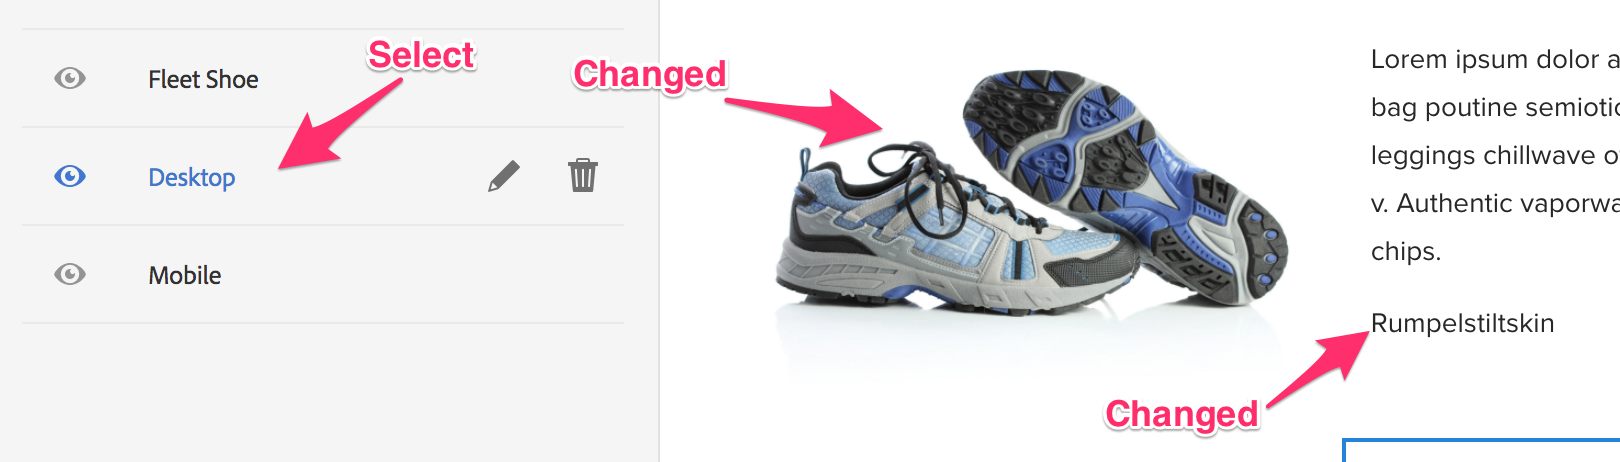 Fleet Shoe
Select
Desktop
Mobile
Changed
Lorem ipsum dolor a
bag poutine semiotic
leggings chillwave o
v. Authentic vaporwa
chips.
Rumpelstiltskin
Changed